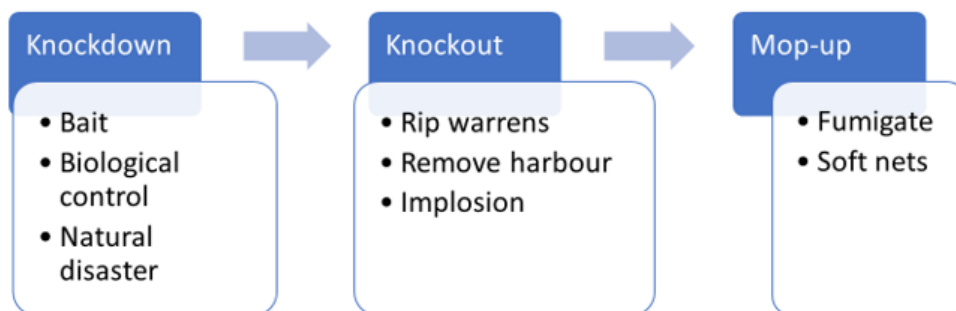 Knockdown
• Bait
• Biological
control
• Natural
disaster
Knockout
• Rip warrens
• Remove harbour
• Implosion
Mop-up
• Fumigate
• Soft nets